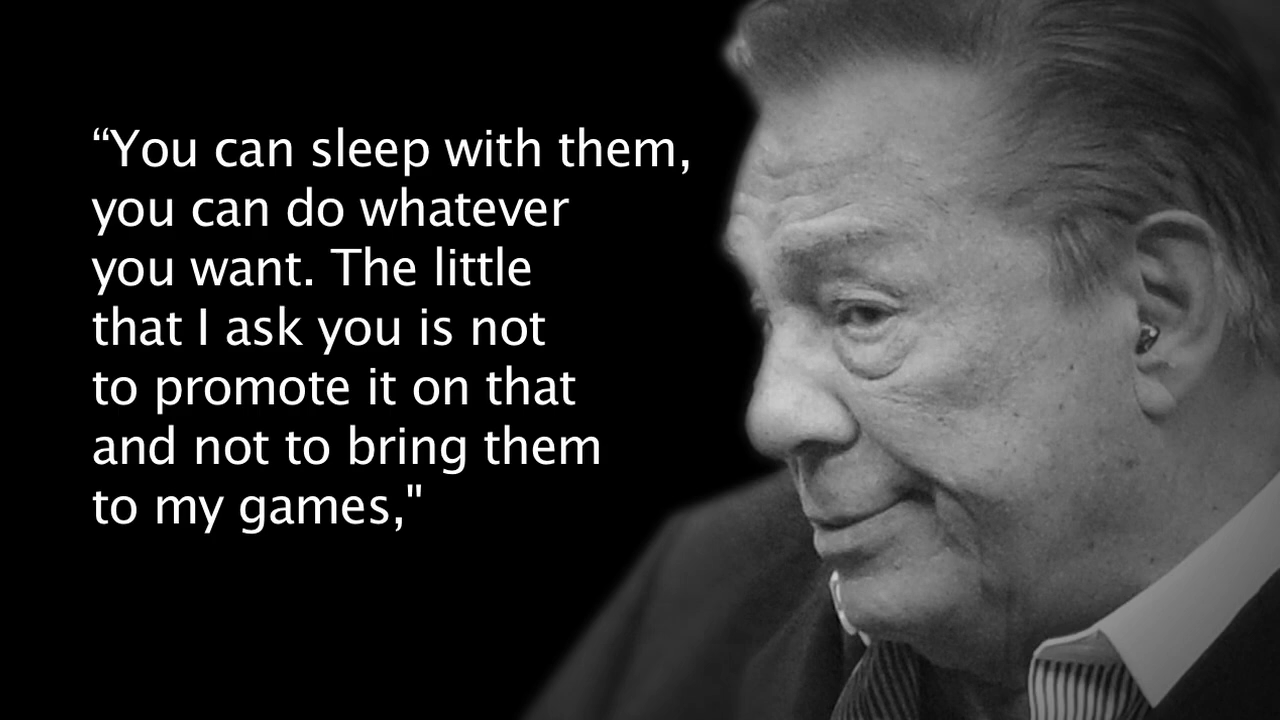 “You can sleep with them,
you can do whatever
you want. The little
that I ask you is not
to promote it on that
and not to bring them
to my games,"